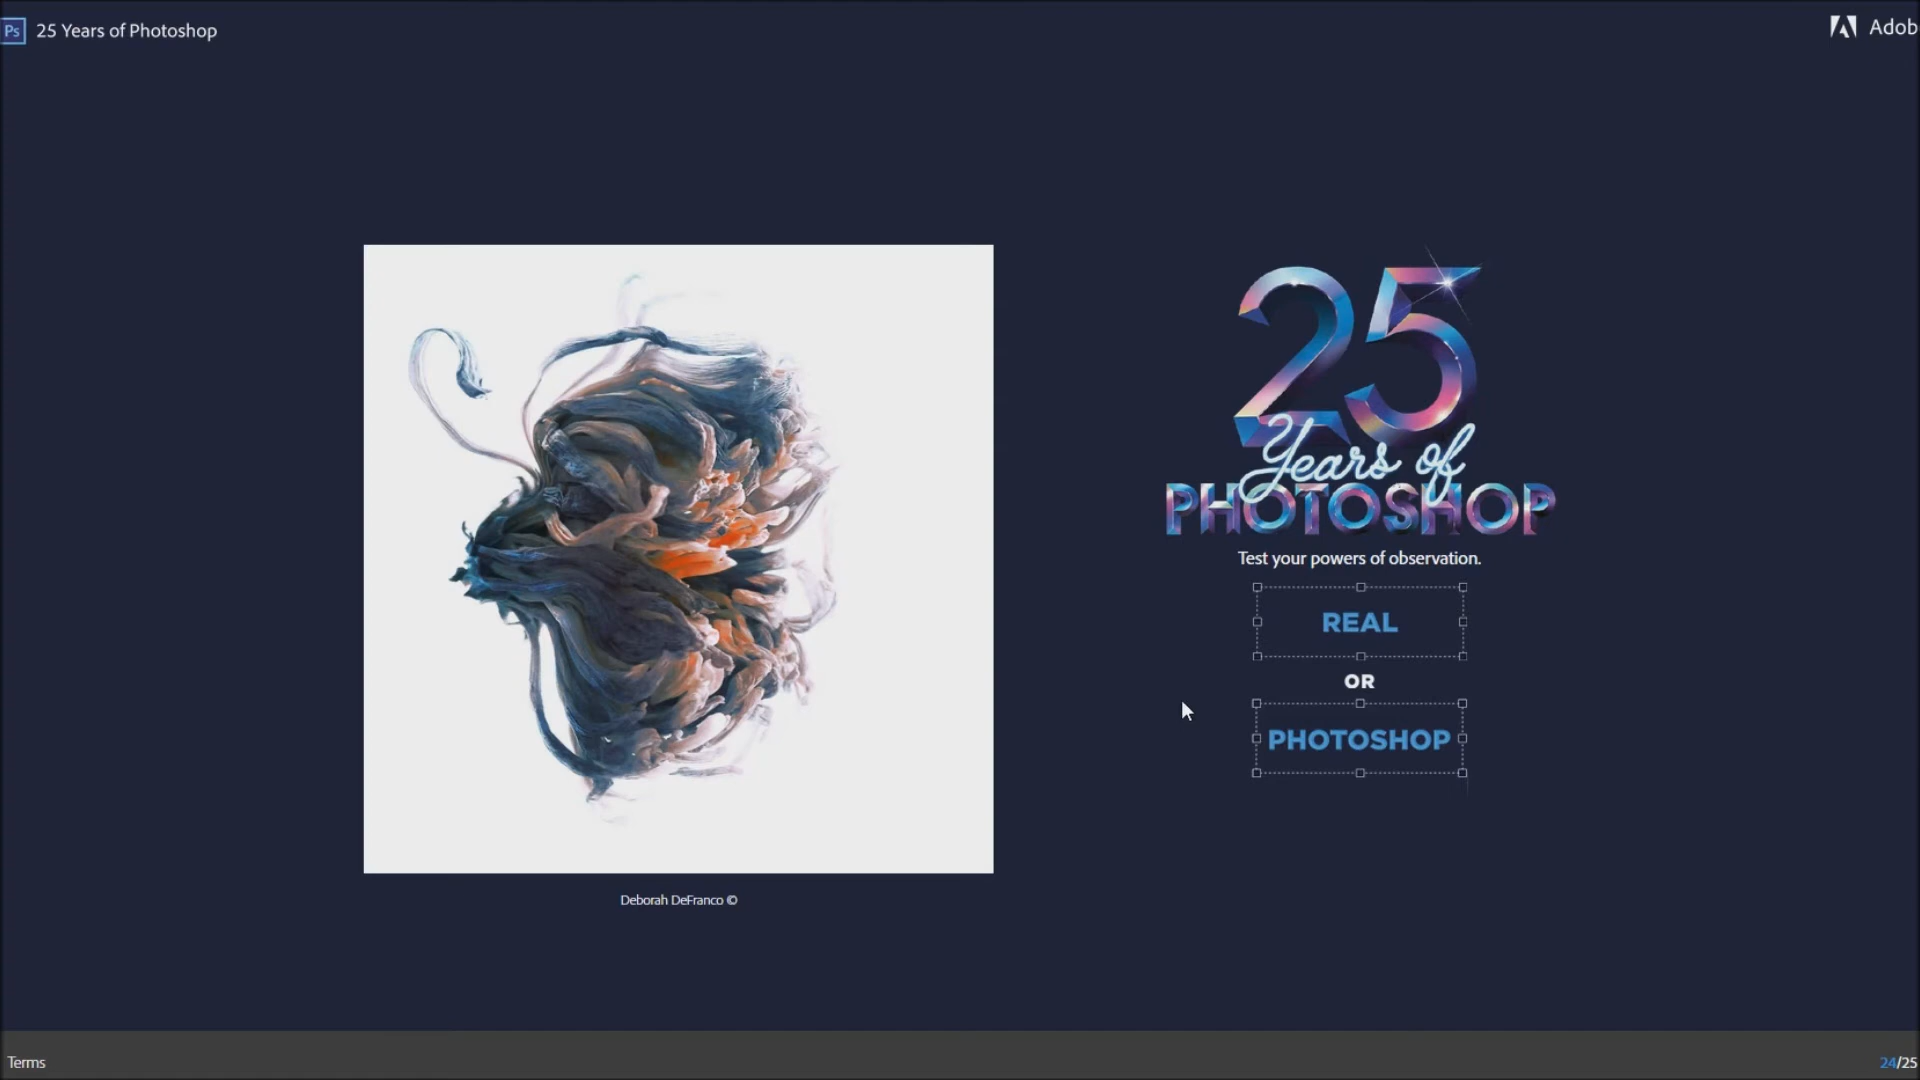 Ps 25 Years of Photoshop
Adob
25
Years of
PHOTOSHOP
Test your powers of observation.
REAL
OR
PHOTOSHOP
Deborah DeFranco ©
Terms
24/25